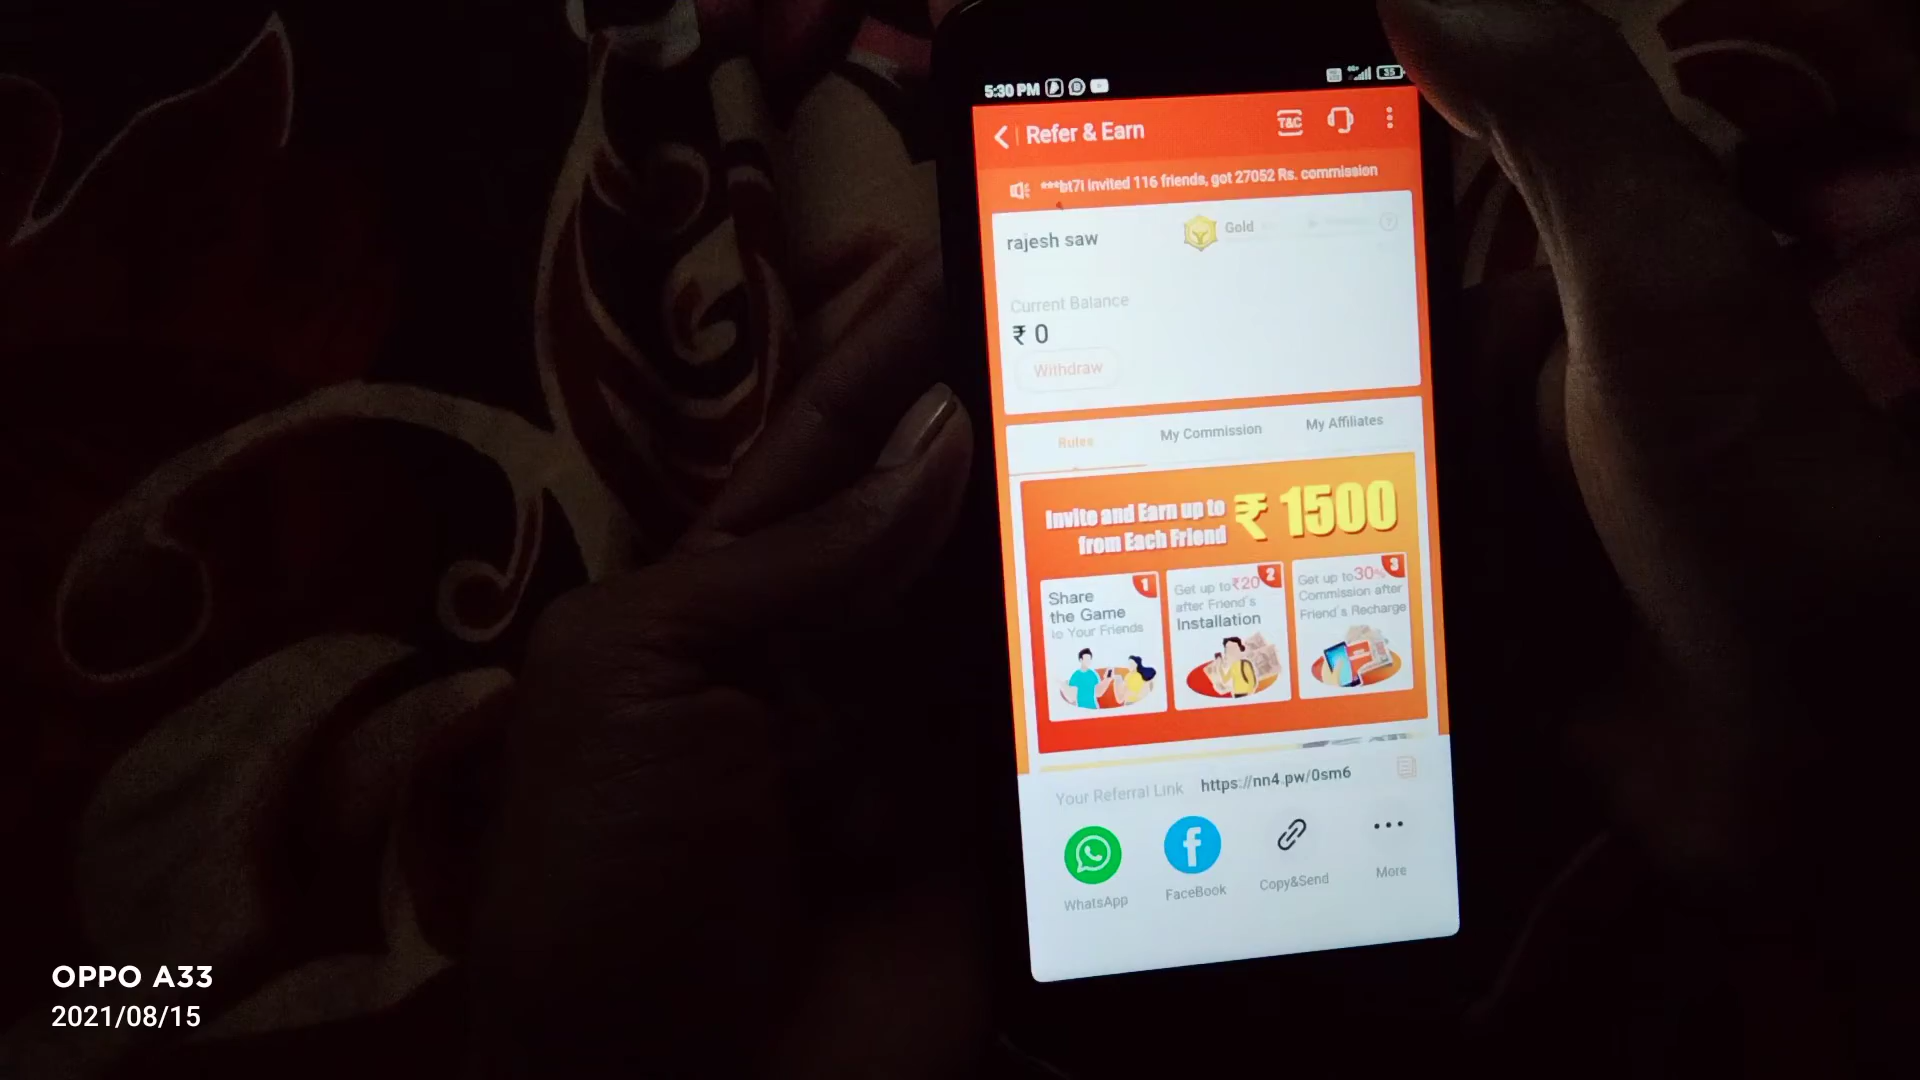 5:30 PM
35
Refer & Earn
T&C
***bt7i invited 116 friends, got 27052 Rs. commission
rajesh saw
Gold
Current Balance
₹ 0
Withdraw
Rules
My Commission
My Affiliates
Invite and Earn up to
from Each Friend
₹ 1500
1
Share
the Game
to Your Friends
2
Get up to ₹20
after Friend's
Installation
3
Get up to 30%
Commission after
Friend's Recharge
Your Referral Link
https://nn4.pw/0sm6
WhatsApp
FaceBook
Copy&Send
More
OPPO A33
2021/08/15